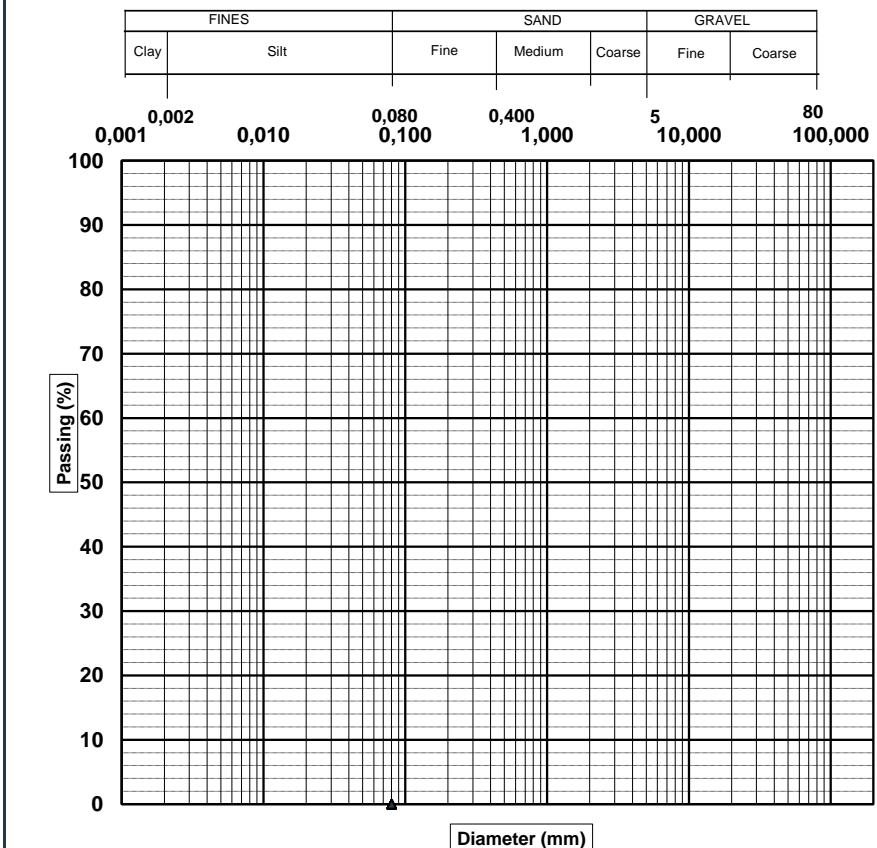 FINES SAND GRAVEL
Clay Silt Fine Medium Coarse Fine Coarse
0,002 0,080 0,400 5 80
0,001 0,010 0,100 1,000 10,000 100,000
100
90
80
70
60
50
40
30
20
10
0
Passing (%)
Diameter (mm)